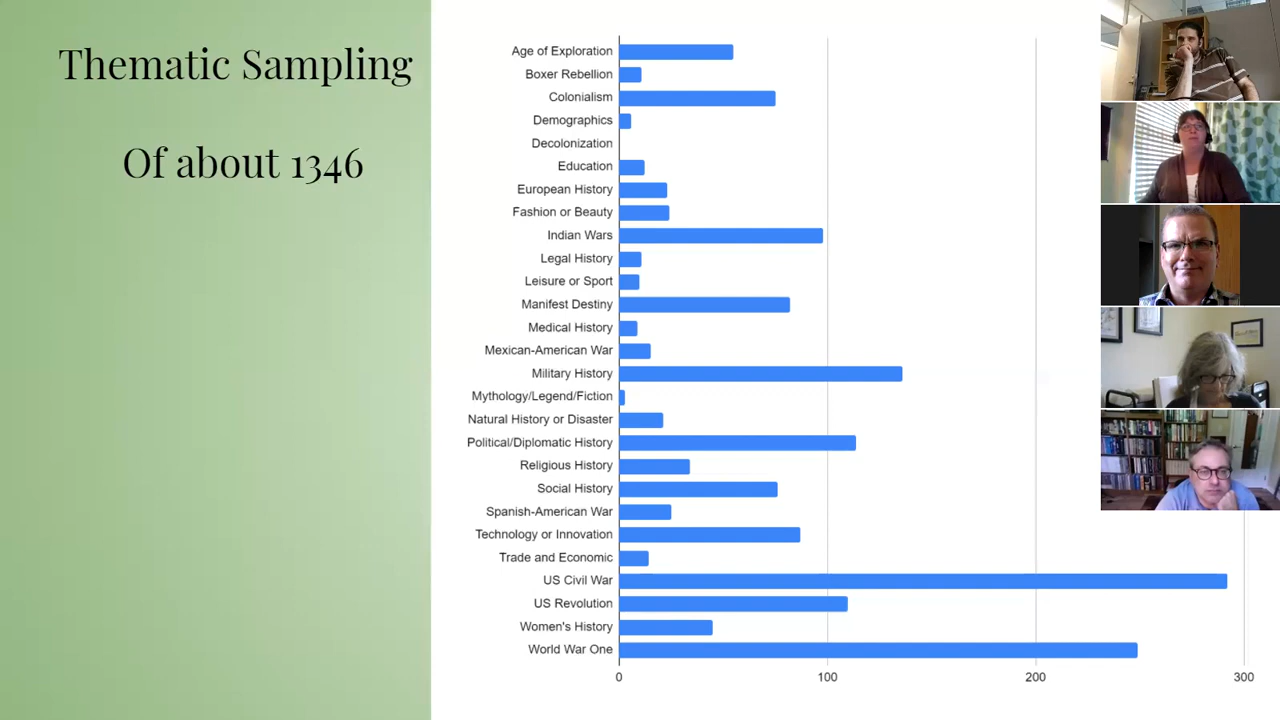 Thematic Sampling
Of about 1346
Age of Exploration
Boxer Rebellion
Colonialism
Demographics
Decolonization
Education
European History
Fashion or Beauty
Indian Wars
Legal History
Leisure or Sport
Manifest Destiny
Medical History
Mexican-American War
Military History
Mythology/Legend/Fiction
Natural History or Disaster
Political/Diplomatic History
Religious History
Social History
Spanish-American War
Technology or Innovation
Trade and Economic
US Civil War
US Revolution
Women's History
World War One
0 100 200 300